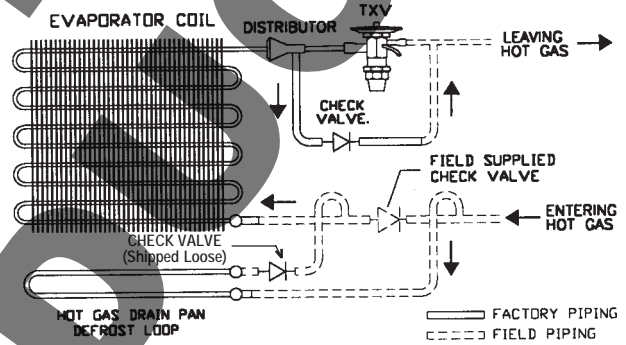 EVAPORATOR COIL
DISTRIBUTOR
TXV
LEAVING
HOT GAS
CHECK
VALVE.
FIELD SUPPLIED
CHECK VALVE
ENTERING
HOT GAS
CHECK VALVE
(Shipped Loose)
HOT GAS DRAIN PAN
DEFROST LOOP
FACTORY PIPING
FIELD PIPING